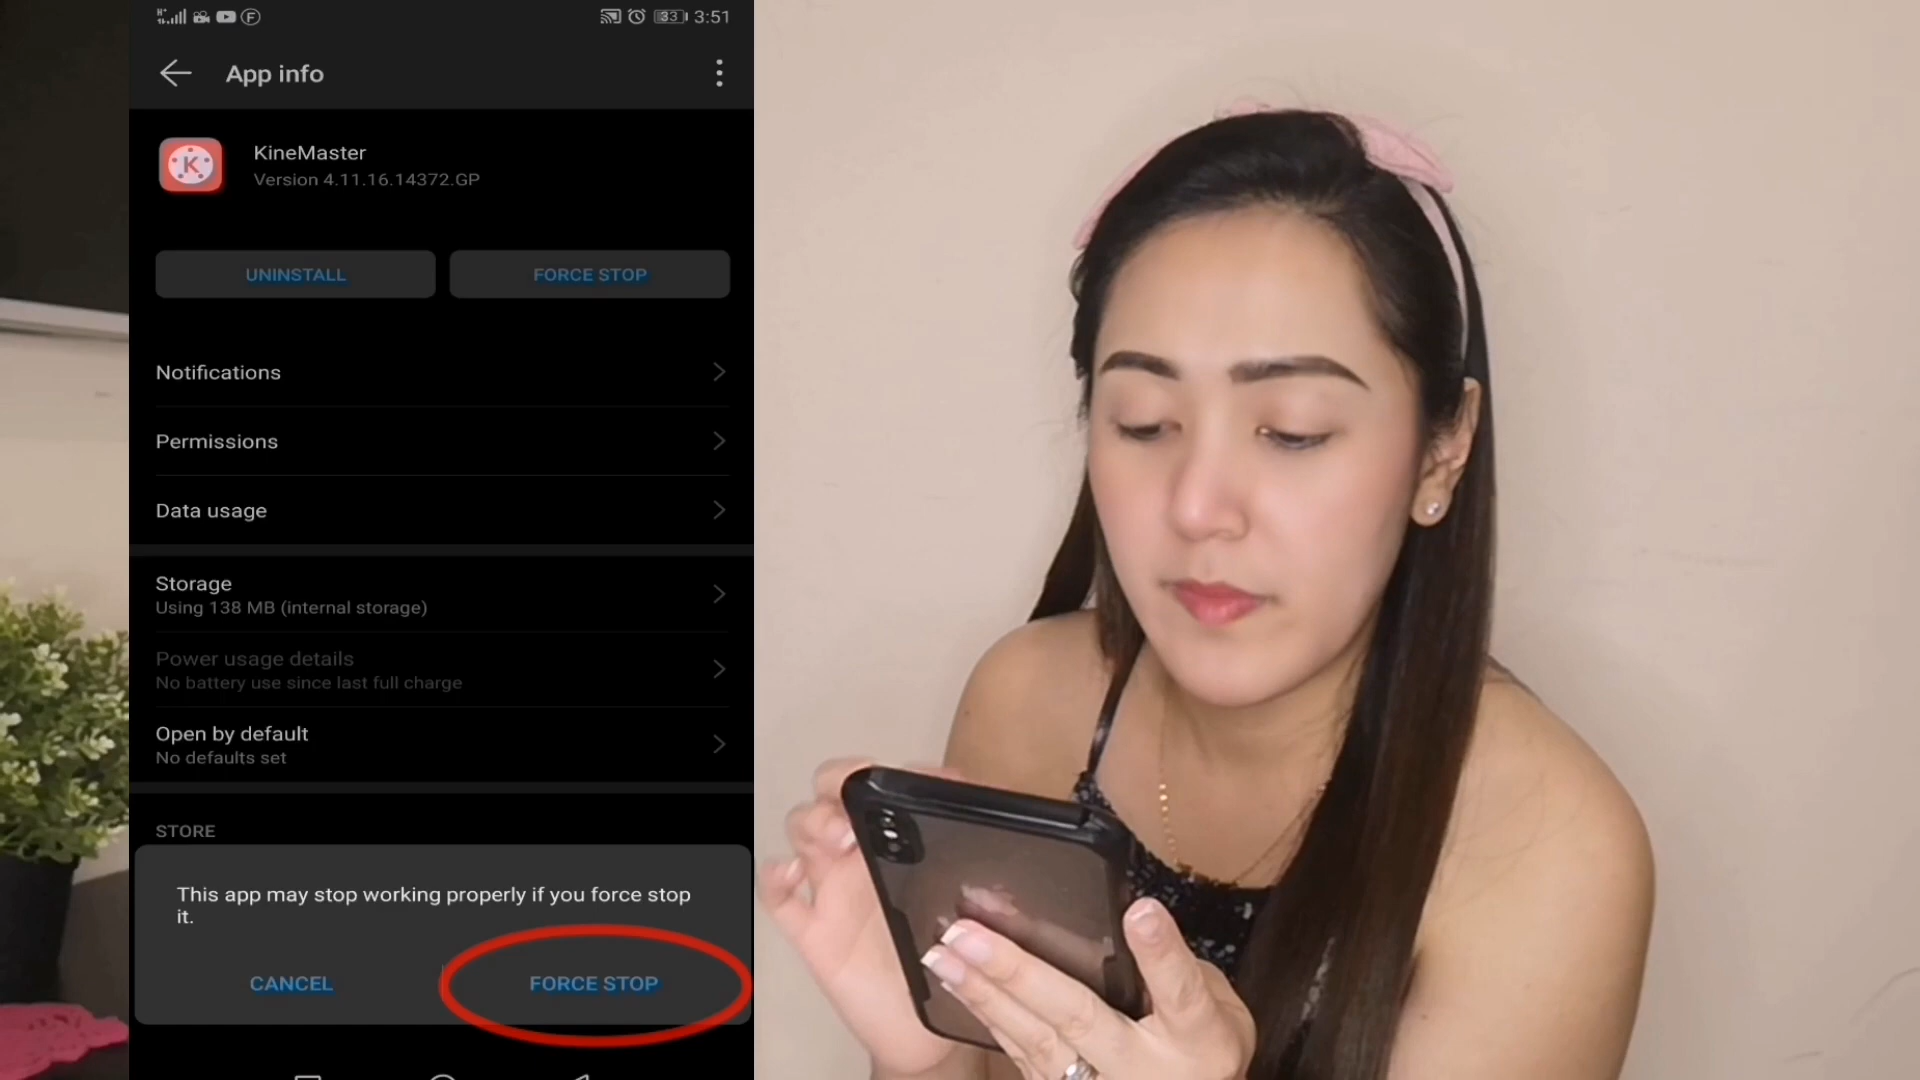 33 3:51
App info
K
KineMaster
Version 4.11.16.14372.GP
UNINSTALL
FORCE STOP
Notifications
Permissions
Data usage
Storage
Using 138 MB (internal storage)
Power usage details
No battery use since last full charge
Open by default
No defaults set
STORE
This app may stop working properly if you force stop
it.
CANCEL
FORCE STOP